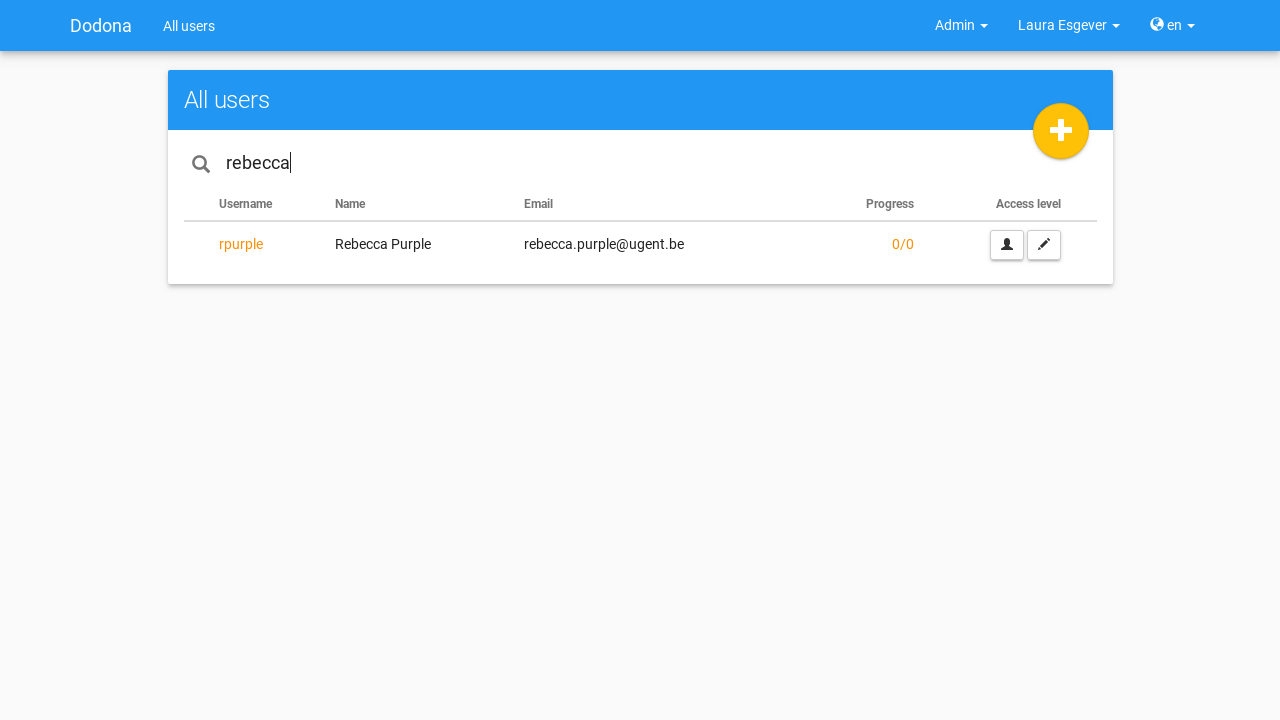 Dodona All users Admin Laura Esgever en
All users
rebecca
Username Name Email Progress Access level
rpurple Rebecca Purple rebecca.purple@ugent.be 0/0